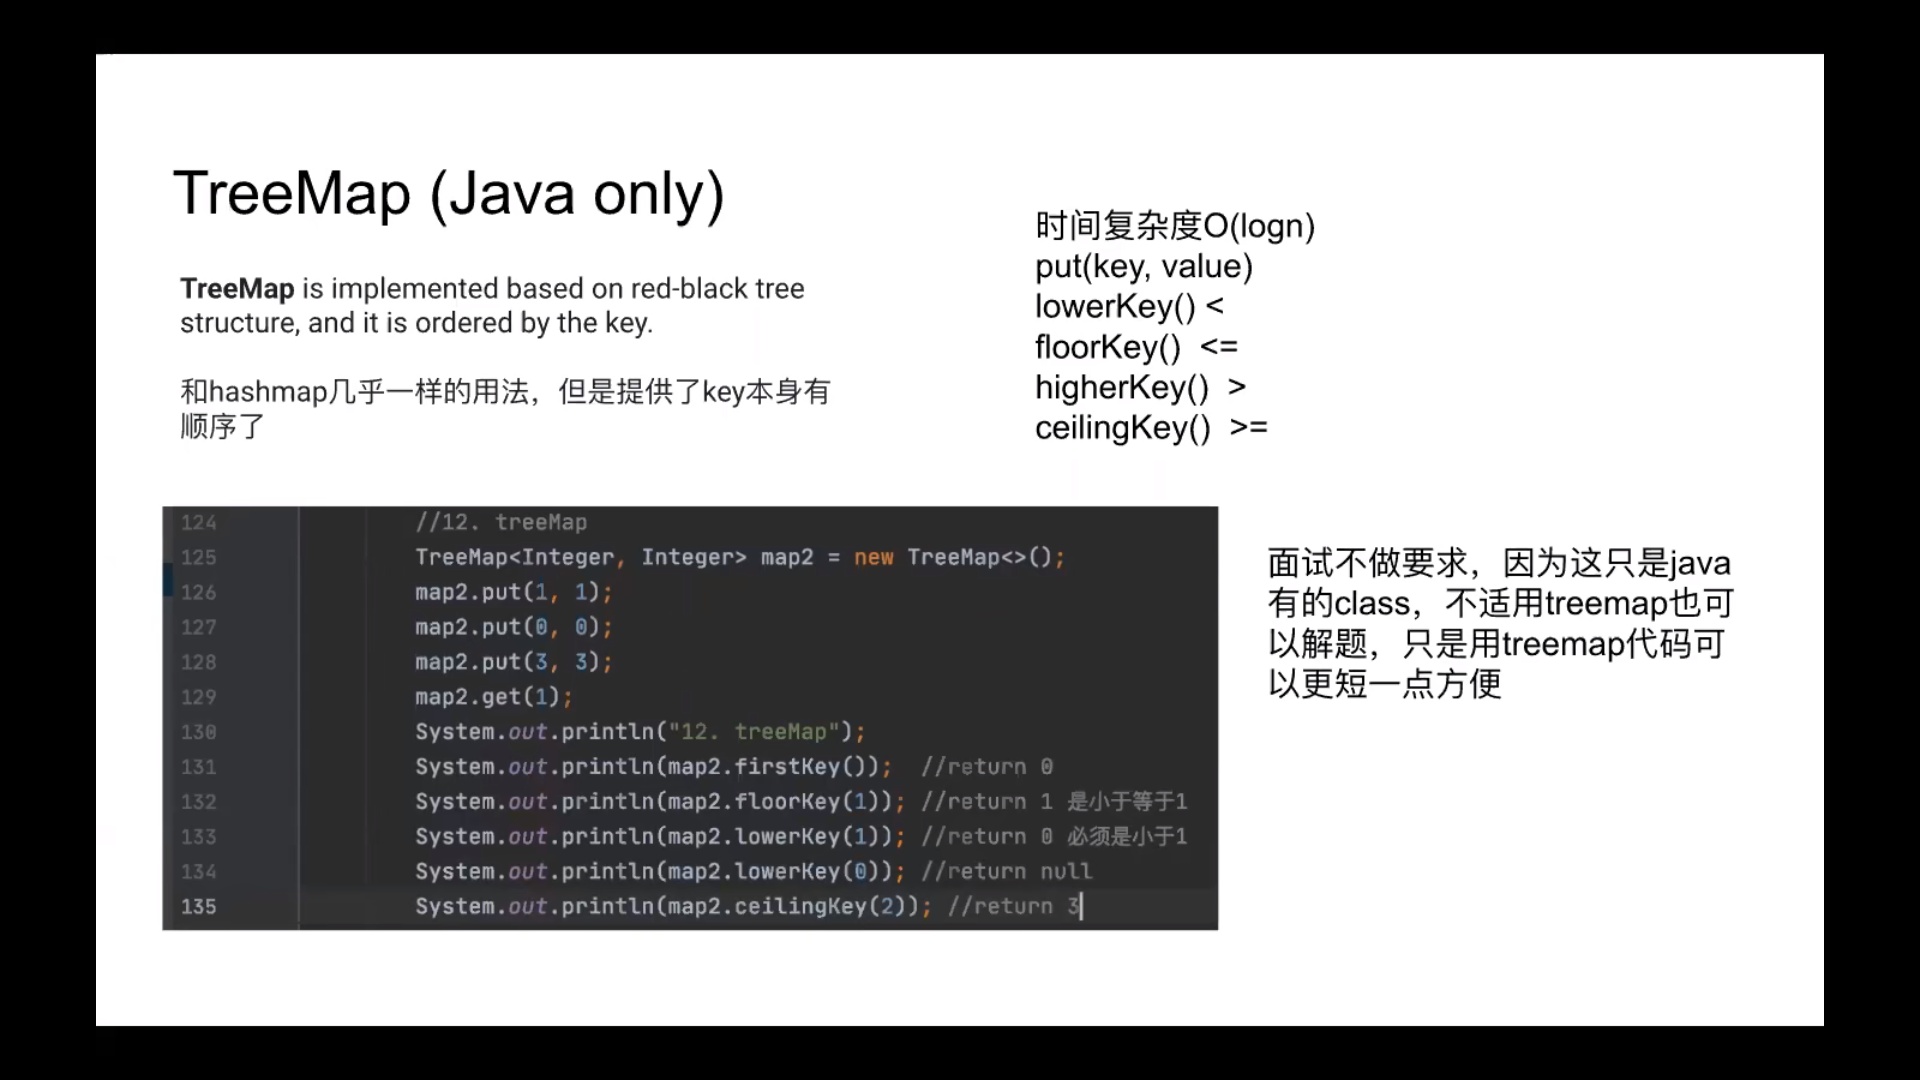 TreeMap (Java only)
TreeMap is implemented based on red-black tree
structure, and it is ordered by the key.
和hashmap几乎一样的用法，但是提供了key本身有
顺序了
时间复杂度O(logn)
put(key, value)
lowerKey() <
floorKey()  <=
higherKey()  >
ceilingKey()  >=
124 //12. treeMap
125 TreeMap<Integer, Integer> map2 = new TreeMap<>();
126 map2.put(1, 1);
127 map2.put(0, 0);
128 map2.put(3, 3);
129 map2.get(1);
130 System.out.println("12. treeMap");
131 System.out.println(map2.firstKey());  //return 0
132 System.out.println(map2.floorKey(1)); //return 1 是小于等于1
133 System.out.println(map2.lowerKey(1)); //return 0 必须是小于1
134 System.out.println(map2.lowerKey(0)); //return null
135 System.out.println(map2.ceilingKey(2)); //return 3
面试不做要求，因为这只是java
有的class，不适用treemap也可
以解题，只是用treemap代码可
以更短一点方便